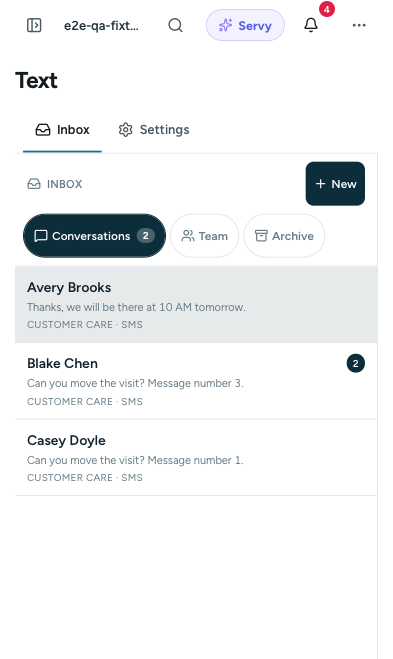 e2e-qa-fixt...
Servy
4
Text
Inbox
Settings
INBOX
New
Conversations 2
Team
Archive
Avery Brooks
Thanks, we will be there at 10 AM tomorrow.
CUSTOMER CARE · SMS
Blake Chen
2
Can you move the visit? Message number 3.
CUSTOMER CARE · SMS
Casey Doyle
Can you move the visit? Message number 1.
CUSTOMER CARE · SMS